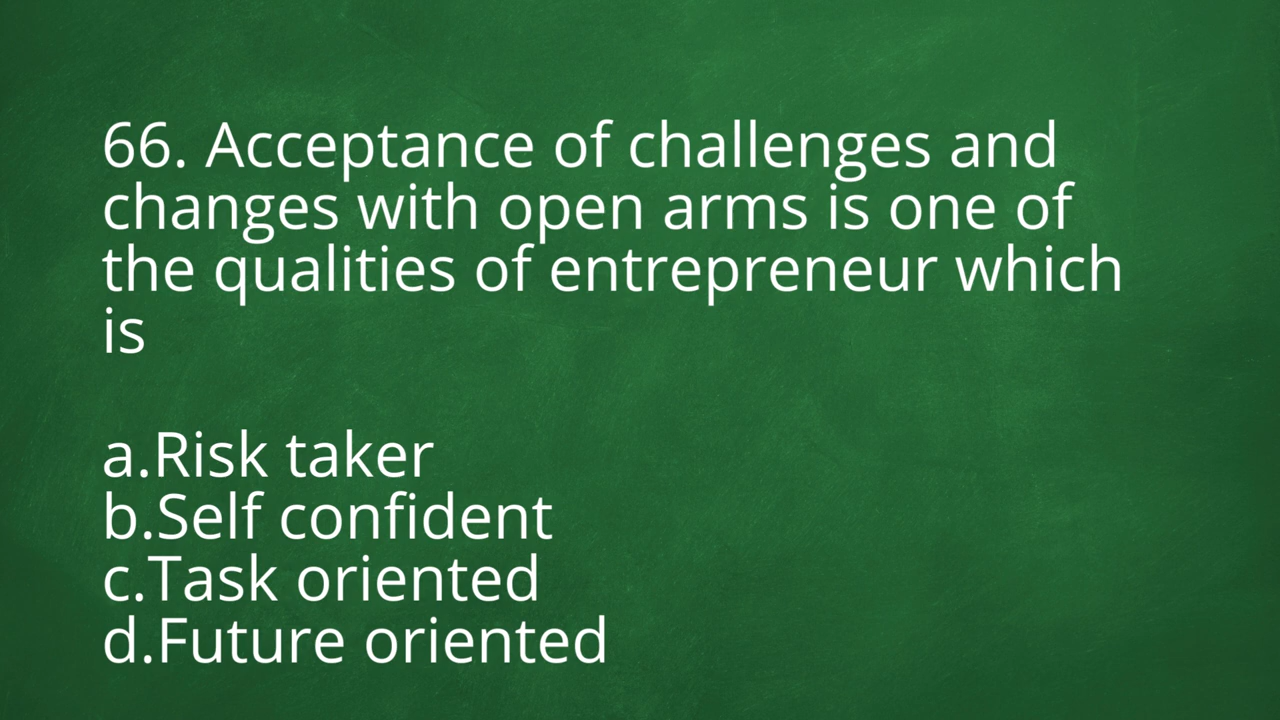 66. Acceptance of challenges and
changes with open arms is one of
the qualities of entrepreneur which
is
a.Risk taker
b.Self confident
c.Task oriented
d.Future oriented